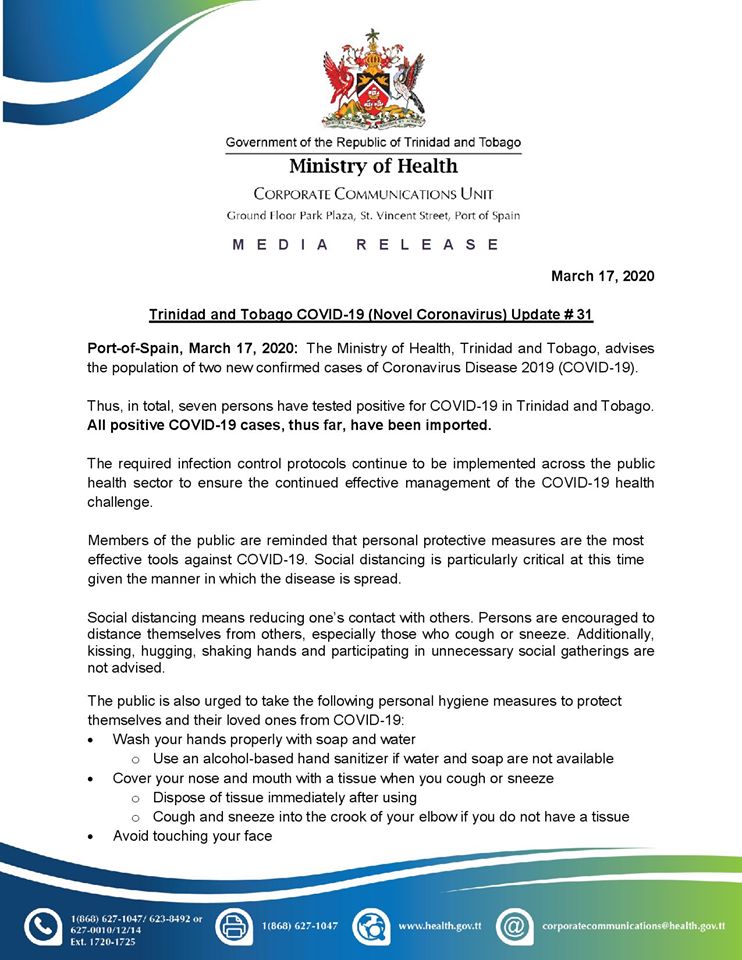 Government of the Republic of Trinidad and Tobago
Ministry of Health
CORPORATE COMMUNICATIONS UNIT
Ground Floor Park Plaza, St. Vincent Street, Port of Spain
MEDIA RELEASE
March 17, 2020
Trinidad and Tobago COVID-19 (Novel Coronavirus) Update # 31
Port-of-Spain, March 17, 2020: The Ministry of Health, Trinidad and Tobago, advises
the population of two new confirmed cases of Coronavirus Disease 2019 (COVID-19).
Thus, in total, seven persons have tested positive for COVID-19 in Trinidad and Tobago.
All positive COVID-19 cases, thus far, have been imported.
The required infection control protocols continue to be implemented across the public
health sector to ensure the continued effective management of the COVID-19 health
challenge.
Members of the public are reminded that personal protective measures are the most
effective tools against COVID-19. Social distancing is particularly critical at this time
given the manner in which the disease is spread.
Social distancing means reducing one's contact with others. Persons are encouraged to
distance themselves from others, especially those who cough or sneeze. Additionally,
kissing, hugging, shaking hands and participating in unnecessary social gatherings are
not advised.
The public is also urged to take the following personal hygiene measures to protect
themselves and their loved ones from COVID-19:
• Wash your hands properly with soap and water
o Use an alcohol-based hand sanitizer if water and soap are not available
• Cover your nose and mouth with a tissue when you cough or sneeze
o Dispose of tissue immediately after using
o Cough and sneeze into the crook of your elbow if you do not have a tissue
• Avoid touching your face
1(868) 627-1047/ 623-8492 or
627-0010/12/14
Ext. 1720-1725
1(868) 627-1047
www.health.gov.tt
corporatecommunications@health.gov.tt